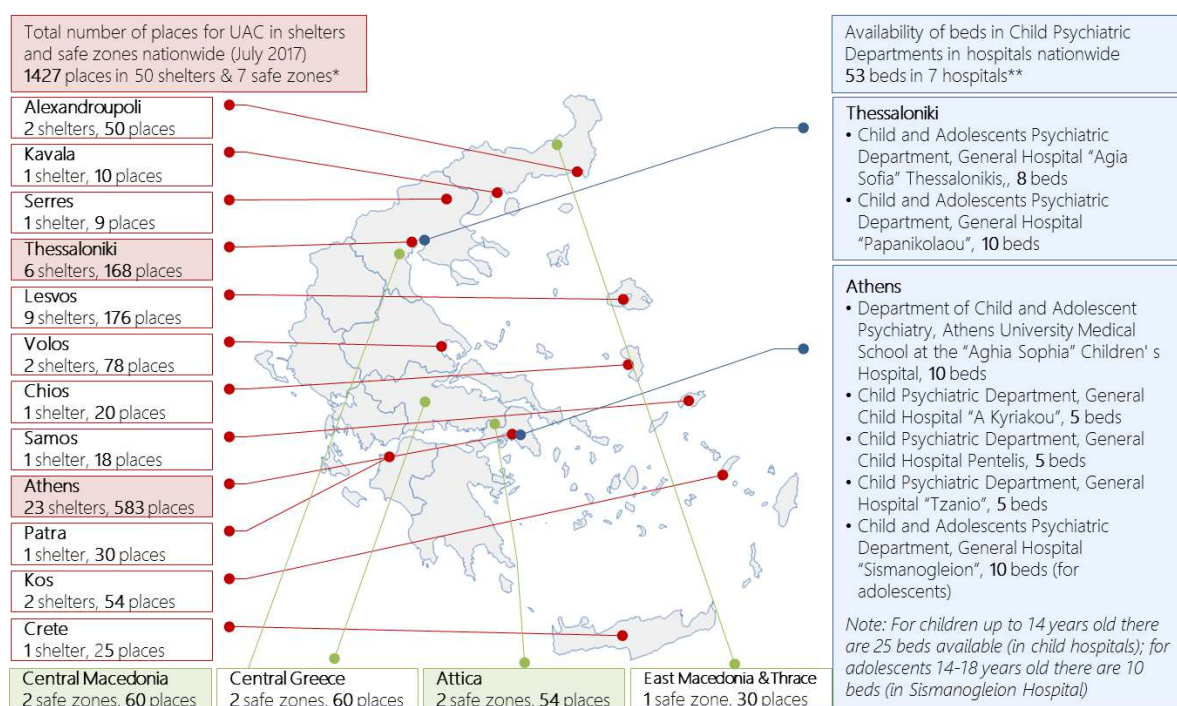 Total number of places for UAC in shelters
and safe zones nationwide (July 2017)
1427 places in 50 shelters & 7 safe zones*
Alexandroupoli
2 shelters, 50 places
Kavala
1 shelter, 10 places
Serres
1 shelter, 9 places
Thessaloniki
6 shelters, 168 places
Lesvos
9 shelters, 176 places
Volos
2 shelters, 78 places
Chios
1 shelter, 20 places
Samos
1 shelter, 18 places
Athens
23 shelters, 583 places
Patra
1 shelter, 30 places
Kos
2 shelters, 54 places
Crete
1 shelter, 25 places
Central Macedonia
2 safe zones, 60 places
Central Greece
2 safe zones, 60 places
Attica
2 safe zones, 54 places
East Macedonia & Thrace
1 safe zone, 30 places
Availability of beds in Child Psychiatric
Departments in hospitals nationwide
53 beds in 7 hospitals**
Thessaloniki
• Child and Adolescents Psychiatric
Department, General Hospital "Agia
Sofia" Thessalonikis,, 8 beds
• Child and Adolescents Psychiatric
Department, General Hospital
"Papanikolaou", 10 beds
Athens
• Department of Child and Adolescent
Psychiatry, Athens University Medical
School at the "Aghia Sophia" Children' s
Hospital, 10 beds
• Child Psychiatric Department, General
Child Hospital "A Kyriakou", 5 beds
• Child Psychiatric Department, General
Child Hospital Pentelis, 5 beds
• Child Psychiatric Department, General
Hospital "Tzanio", 5 beds
• Child and Adolescents Psychiatric
Department, General Hospital
"Sismanogleion", 10 beds (for
adolescents)
Note: For children up to 14 years old there
are 25 beds available (in child hospitals); for
adolescents 14-18 years old there are 10
beds (in Sismanogleion Hospital)